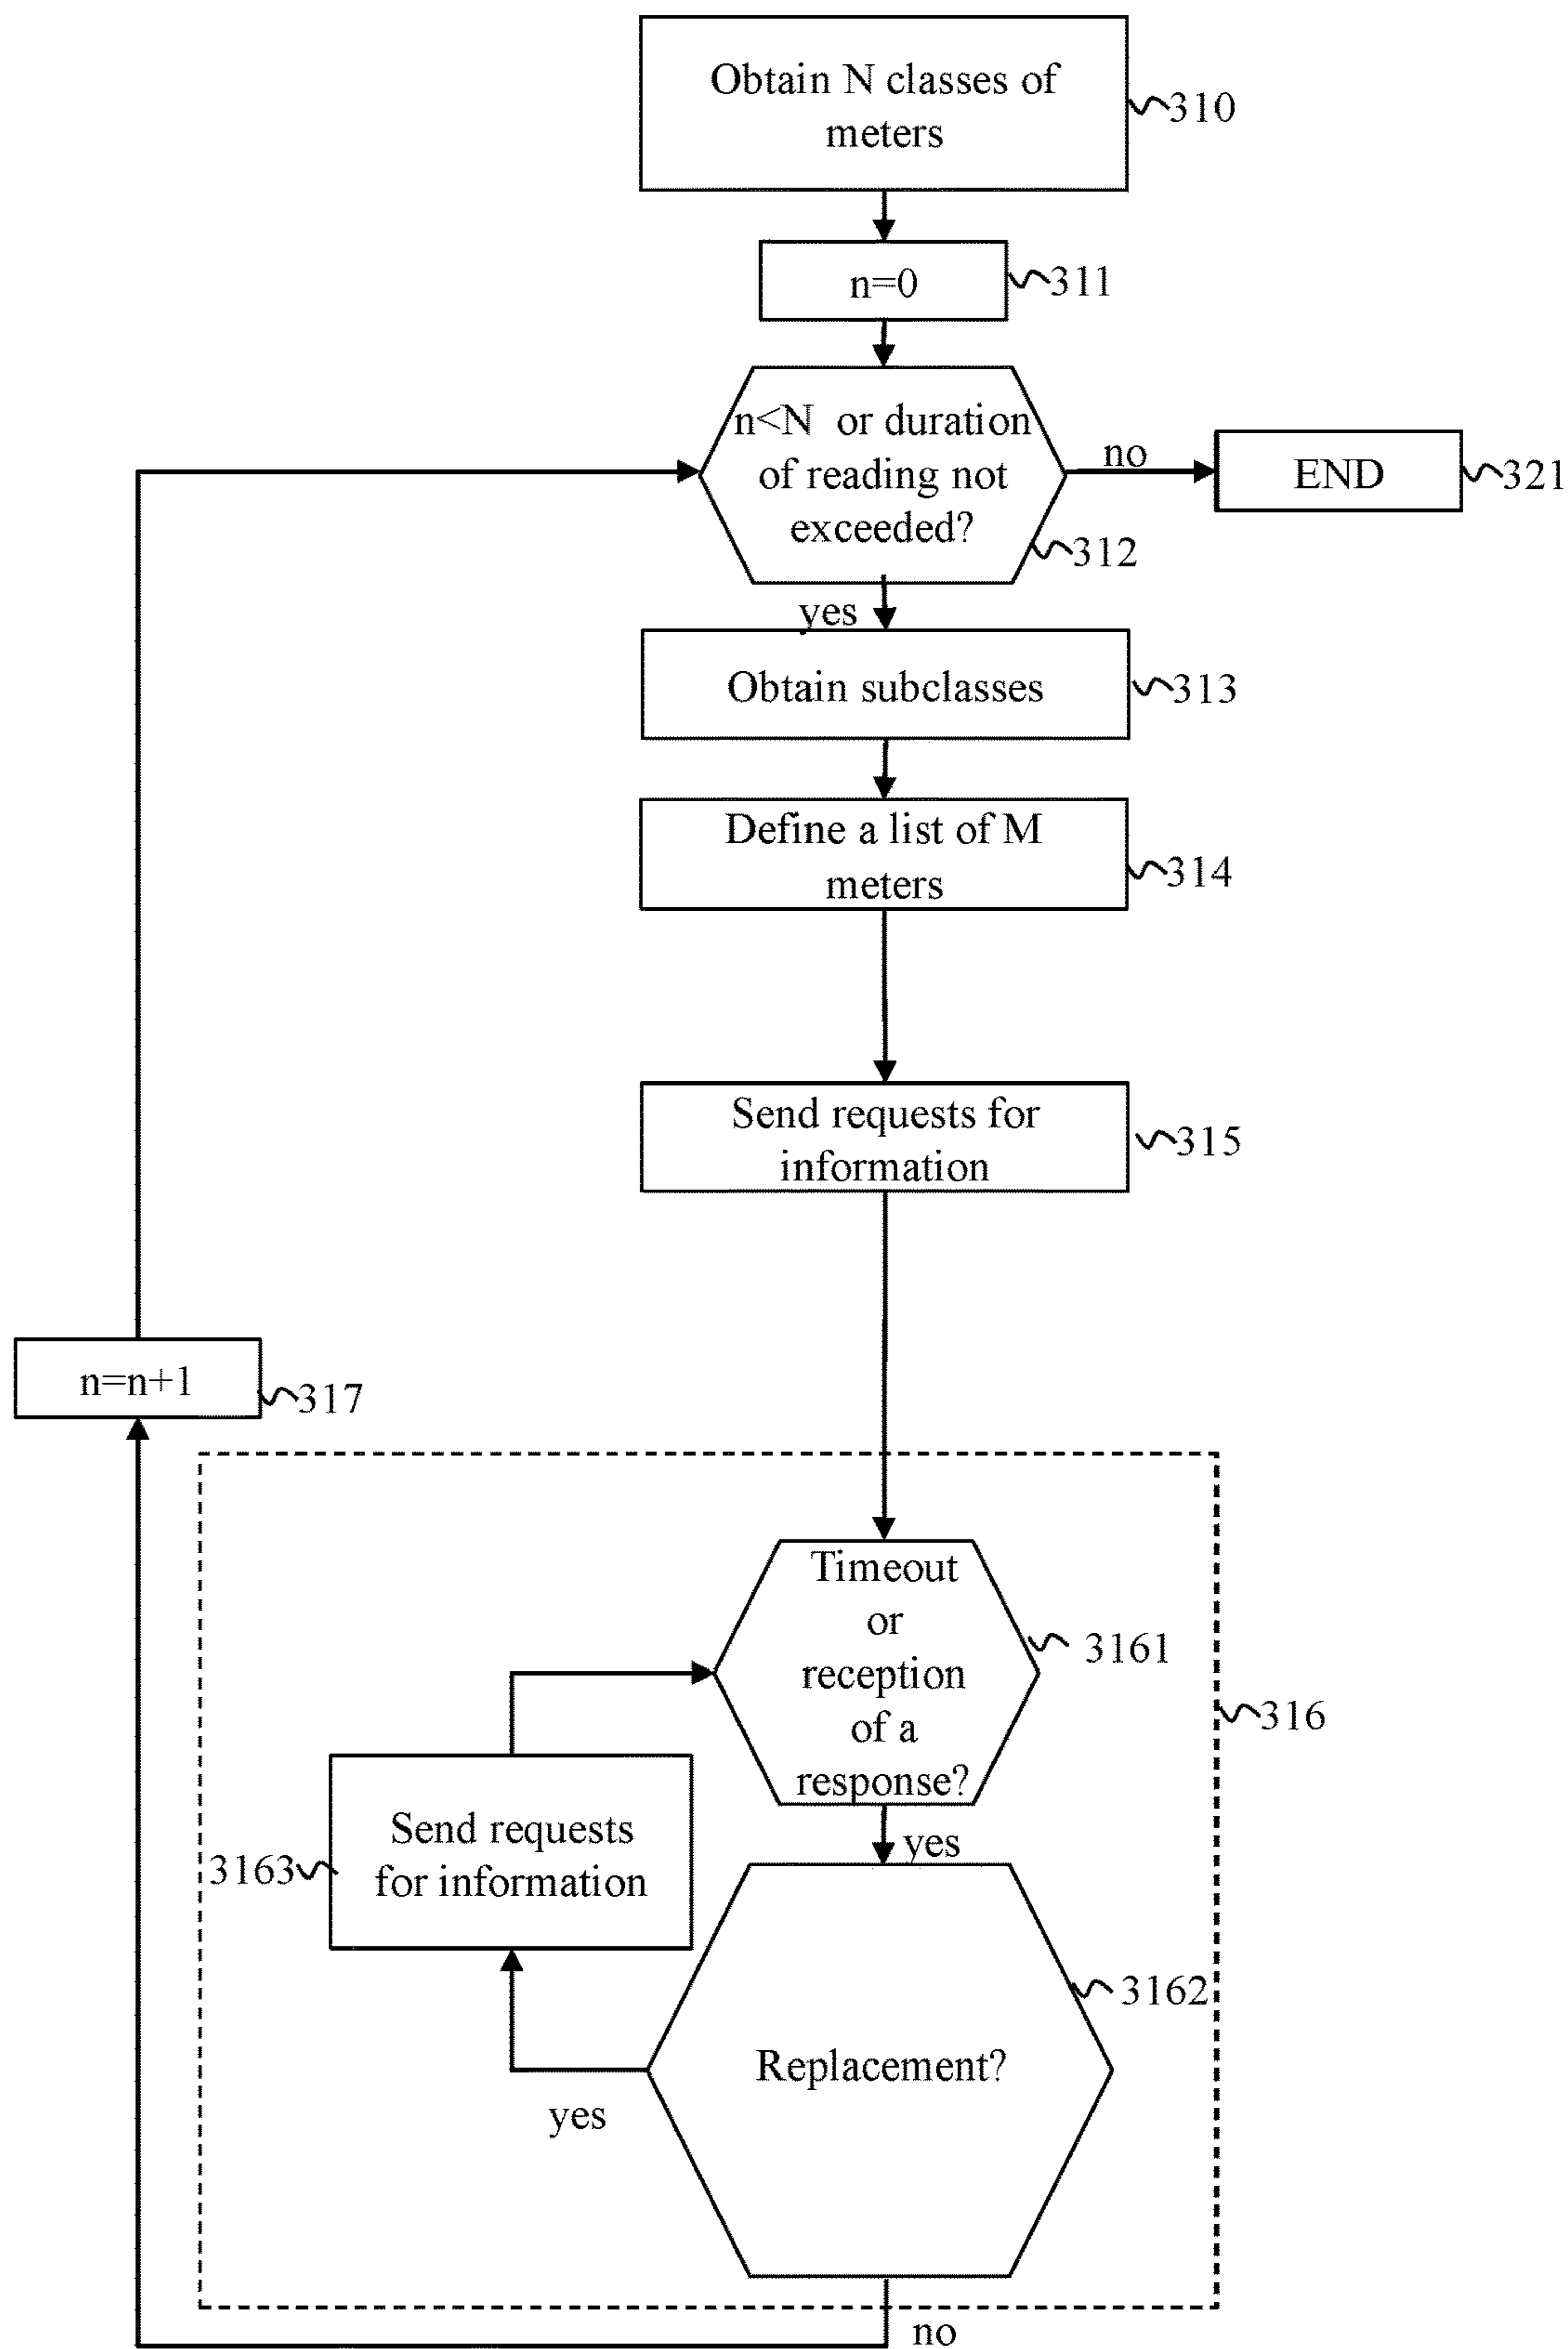 Obtain N classes of
meters
310
n=0
311
n<N or duration
of reading not
exceeded?
312
no
END
321
yes
Obtain subclasses
313
Define a list of M
meters
314
Send requests for
information
315
n=n+1
317
Timeout
or
reception
of a
response?
3161
316
yes
Send requests
for information
3163
Replacement?
3162
yes
no